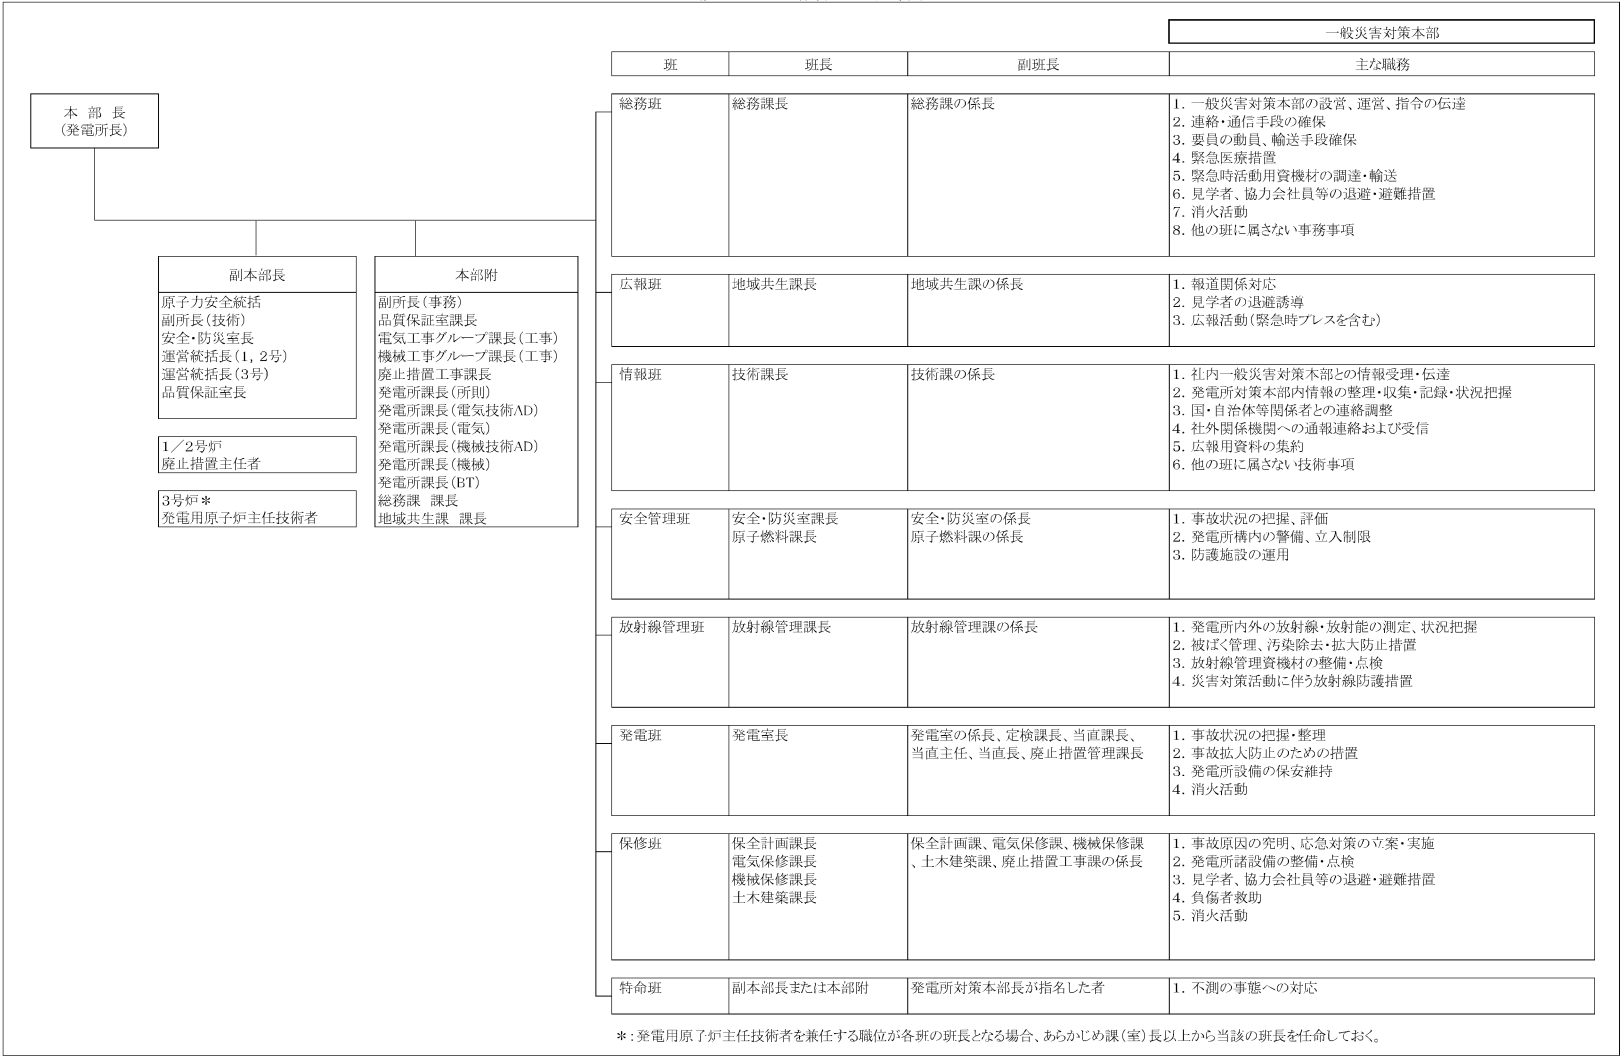 一般災害対策本部
班 班長 副班長 主な職務
本 部 長
(発電所長)
副本部長
原子力安全統括
副所長(技術)
安全・防災室長
運営統括長(1, 2号)
運営統括長(3号)
品質保証室長
1/2号炉
廃止措置主任者
3号炉＊
発電用原子炉主任技術者
本部附
副所長(事務)
品質保証室課長
電気工事グループ課長(工事)
機械工事グループ課長(工事)
廃止措置工事課長
発電所課長(所則)
発電所課長(電気技術AD)
発電所課長(電気)
発電所課長(機械技術AD)
発電所課長(機械)
発電所課長(BT)
総務課 課長
地域共生課 課長
総務班 総務課長 総務課の係長 1. 一般災害対策本部の設営、運営、指令の伝達
2. 連絡・通信手段の確保
3. 要員の動員、輸送手段確保
4. 緊急医療措置
5. 緊急時活動用資機材の調達・輸送
6. 見学者、協力会社員等の退避・避難措置
7. 消火活動
8. 他の班に属さない事務事項
広報班 地域共生課長 地域共生課の係長 1. 報道関係対応
2. 見学者の退避誘導
3. 広報活動(緊急時プレスを含む)
情報班 技術課長 技術課の係長 1. 社内一般災害対策本部との情報受理・伝達
2. 発電所対策本部内情報の整理・収集・記録・状況把握
3. 国・自治体等関係者との連絡調整
4. 社外関係機関への通報連絡および受信
5. 広報用資料の集約
6. 他の班に属さない技術事項
安全管理班 安全・防災室課長 安全・防災室の係長 1. 事故状況の把握、評価
原子燃料課長 原子燃料課の係長 2. 発電所構内の警備、立入制限
3. 防護施設の運用
放射線管理班 放射線管理課長 放射線管理課の係長 1. 発電所内外の放射線・放射能の測定、状況把握
2. 被ばく管理、汚染除去・拡大防止措置
3. 放射線管理資機材の整備・点検
4. 災害対策活動に伴う放射線防護措置
発電班 発電室長 発電室の係長、定検課長、当直課長、 1. 事故状況の把握・整理
当直主任、当直長、廃止措置管理課長 2. 事故拡大防止のための措置
3. 発電所設備の保安維持
4. 消火活動
保修班 保全計画課長 保全計画課、電気保修課、機械保修課 1. 事故原因の究明、応急対策の立案・実施
電気保修課長 、土木建築課、廃止措置工事課の係長 2. 発電所諸設備の整備・点検
機械保修課長 3. 見学者、協力会社員等の退避・避難措置
土木建築課長 4. 負傷者救助
5. 消火活動
特命班 副本部長または本部附 発電所対策本部長が指名した者 1. 不測の事態への対応
＊:発電用原子炉主任技術者を兼任する職位が各班の班長となる場合、あらかじめ課(室)長以上から当該の班長を任命しておく。